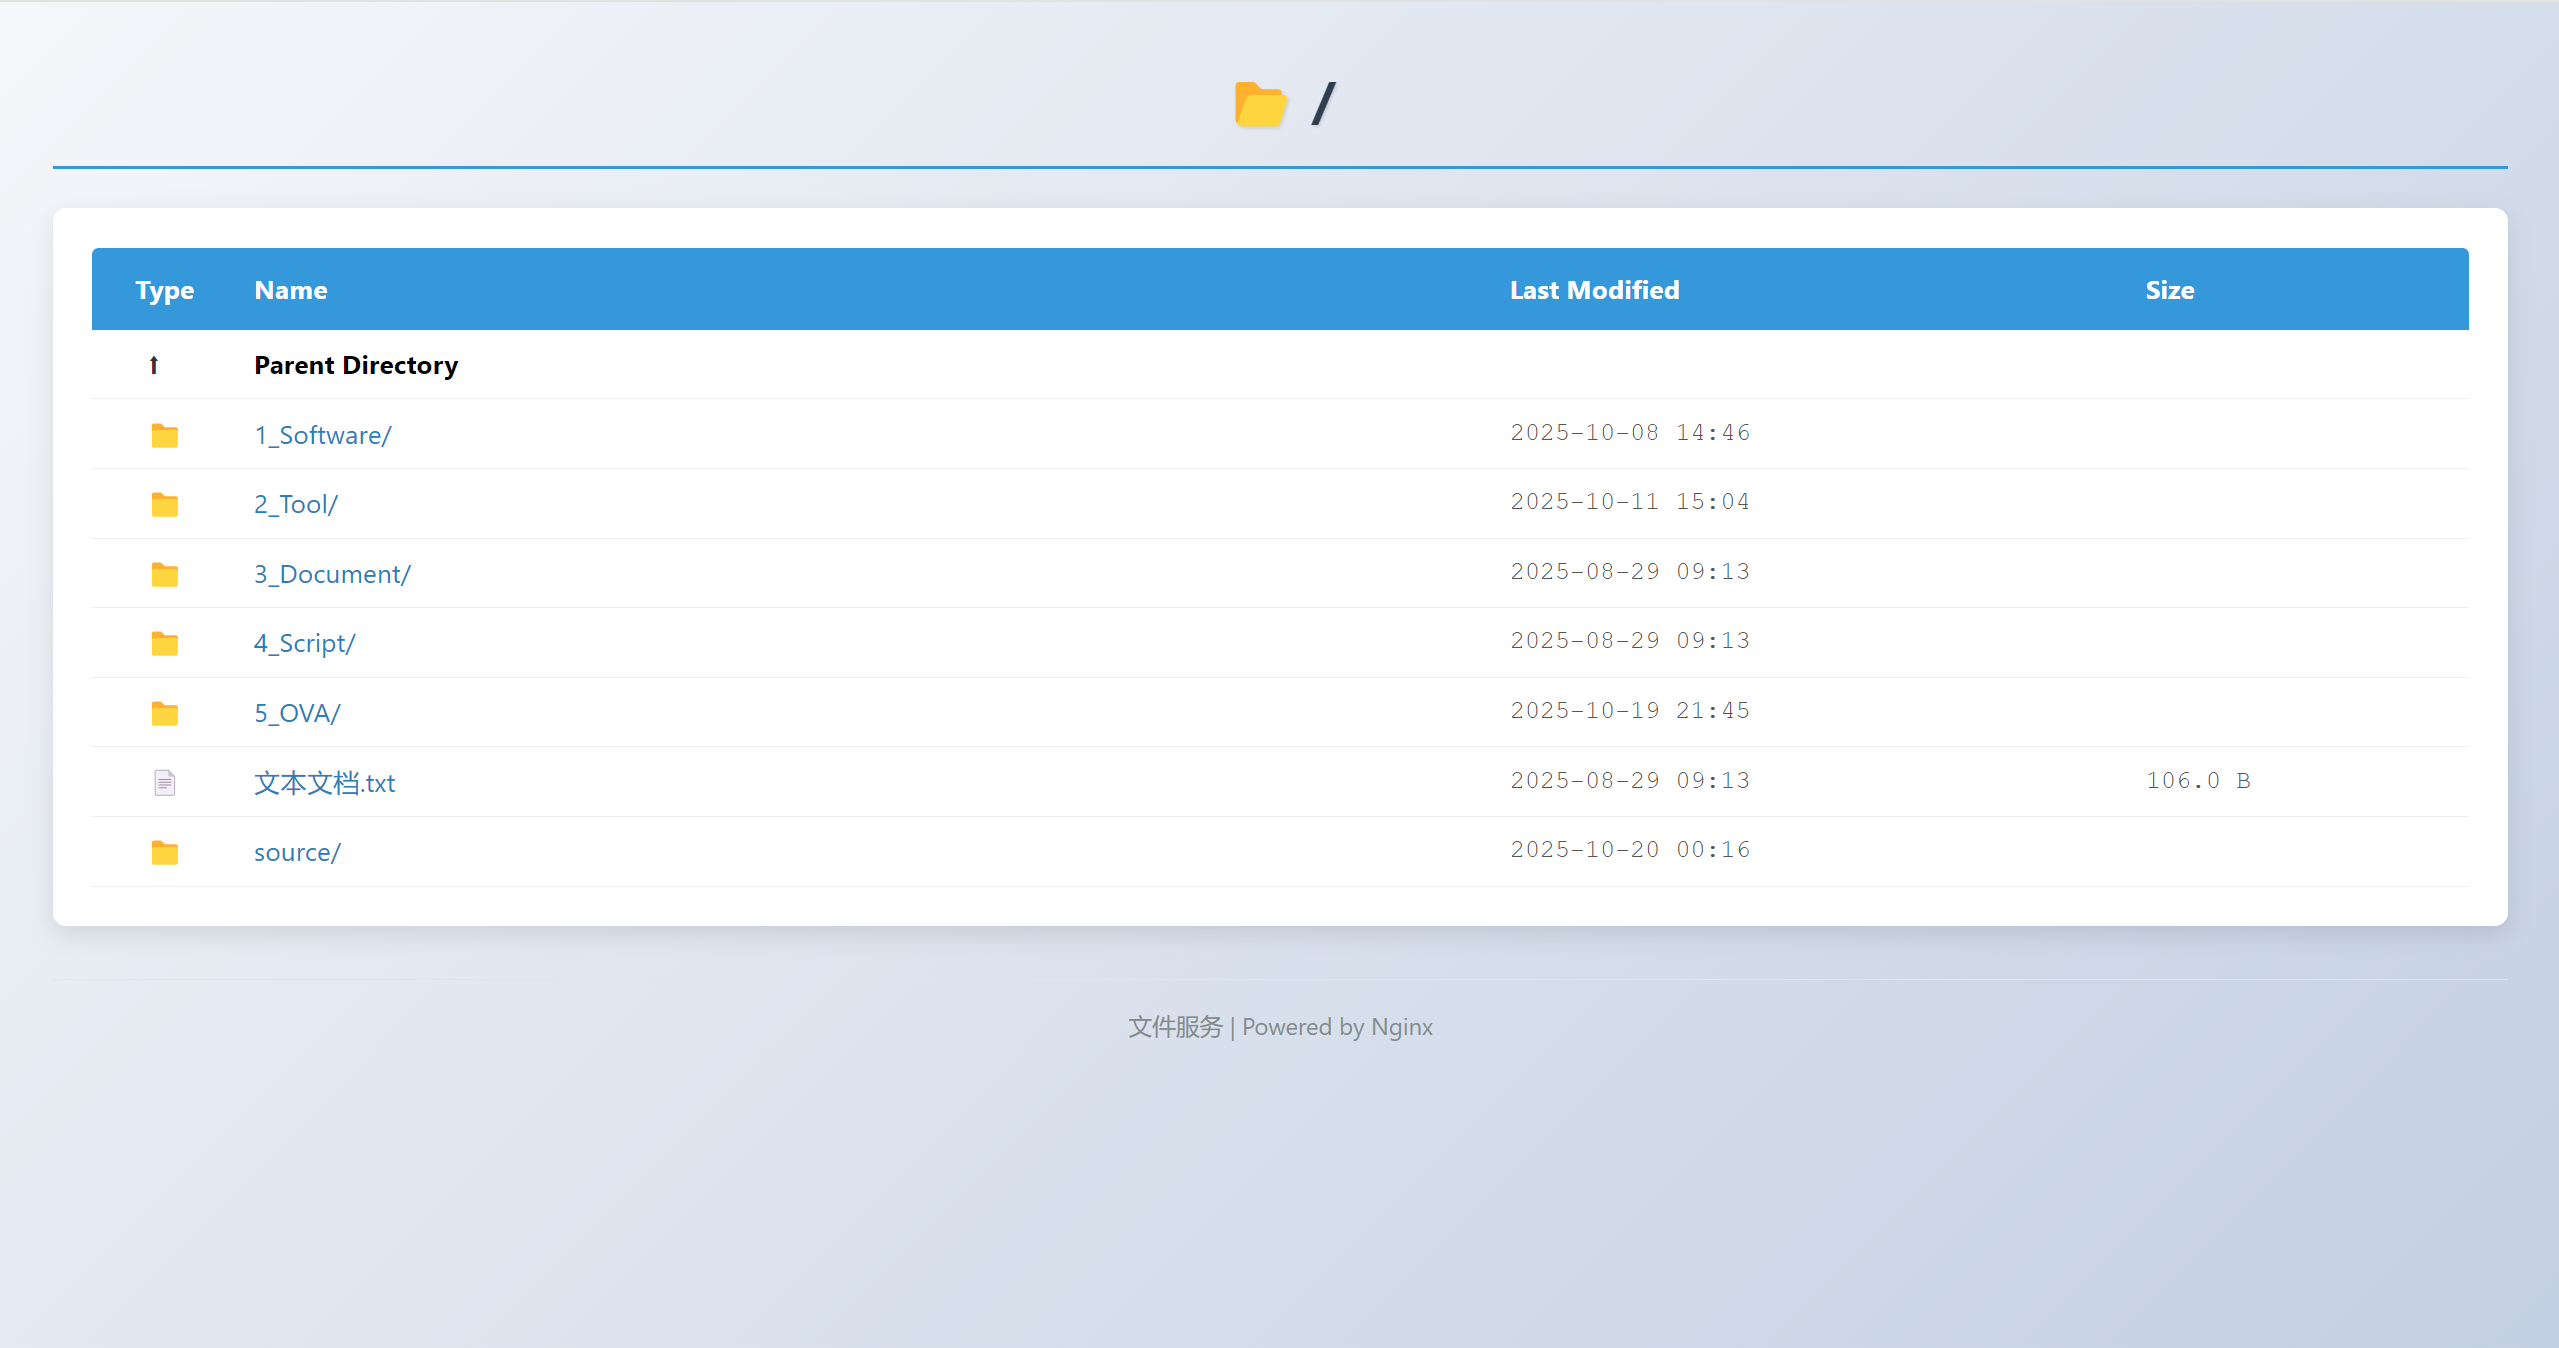 /
Type Name Last Modified Size
Parent Directory
1_Software/ 2025-10-08 14:46
2_Tool/ 2025-10-11 15:04
3_Document/ 2025-08-29 09:13
4_Script/ 2025-08-29 09:13
5_OVA/ 2025-10-19 21:45
文本文档.txt 2025-08-29 09:13 106.0 B
source/ 2025-10-20 00:16
文件服务 | Powered by Nginx